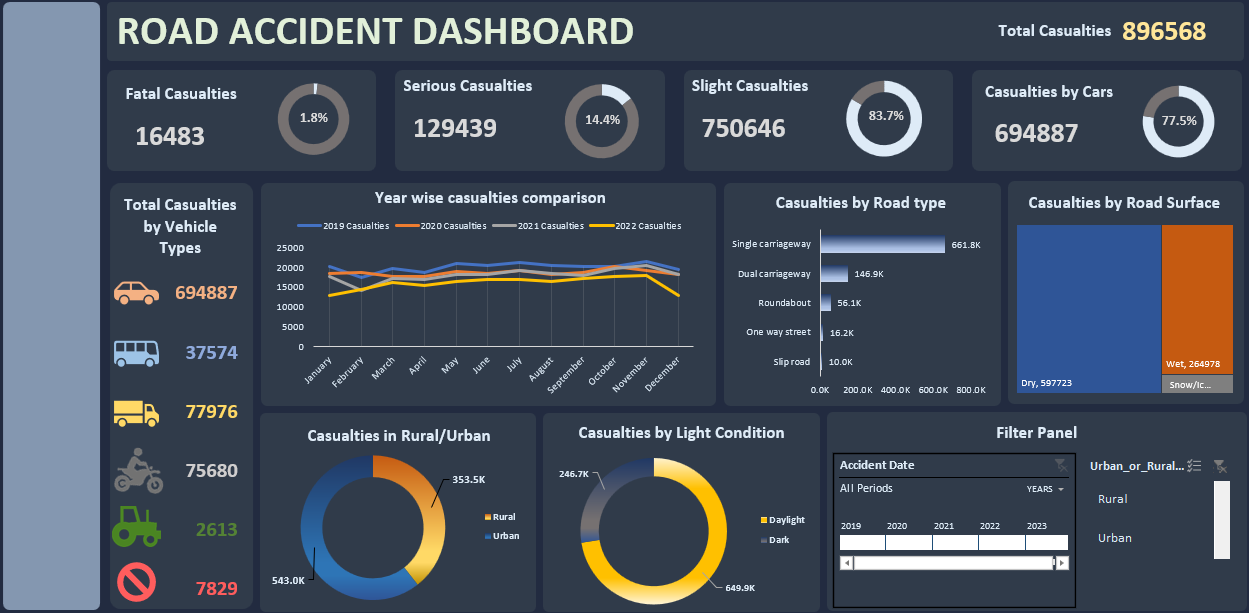 ROAD ACCIDENT DASHBOARD
Total Casualties 896568
Fatal Casualties
16483
1.8%
Serious Casualties
129439
14.4%
Slight Casualties
750646
83.7%
Casualties by Cars
694887
77.5%
Total Casualties
by Vehicle
Types
694887
37574
77976
75680
2613
7829
Year wise casualties comparison
2019 Casualties 2020 Casualties 2021 Casualties 2022 Casualties
25000
20000
15000
10000
5000
0
January February March April May June July August September October November December
Casualties by Road type
Single carriageway 661.8K
Dual carriageway 146.9K
Roundabout 56.1K
One way street 16.2K
Slip road 10.0K
0.0K 200.0K 400.0K 600.0K 800.0K
Casualties by Road Surface
Dry, 597723
Wet, 264978
Snow/Ic...
Casualties in Rural/Urban
353.5K
543.0K
Rural
Urban
Casualties by Light Condition
246.7K
649.9K
Daylight
Dark
Filter Panel
Accident Date
All Periods YEARS
2019 2020 2021 2022 2023
Urban_or_Rural...
Rural
Urban